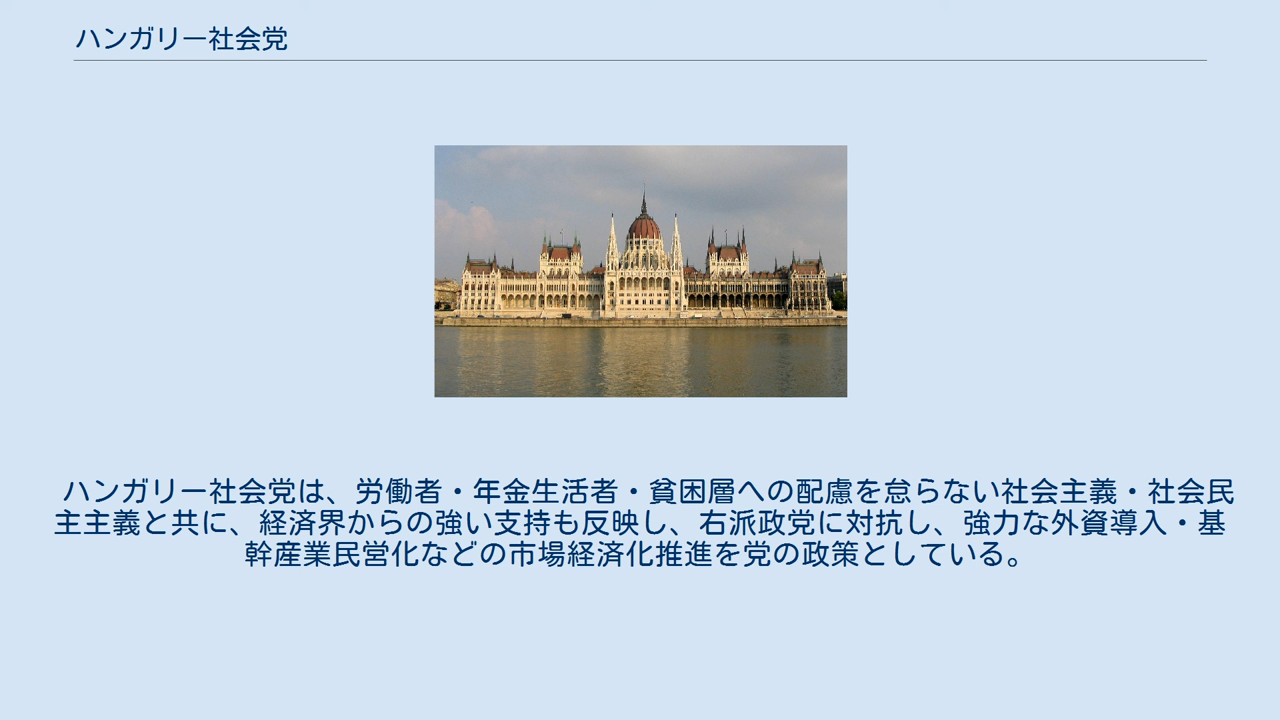 ハンガリー社会党
ハンガリー社会党は、労働者・年金生活者・貧困層への配慮を怠らない社会主義・社会民
主主義と共に、経済界からの強い支持も反映し、右派政党に対抗し、強力な外資導入・基
幹産業民営化などの市場経済化推進を党の政策としている。